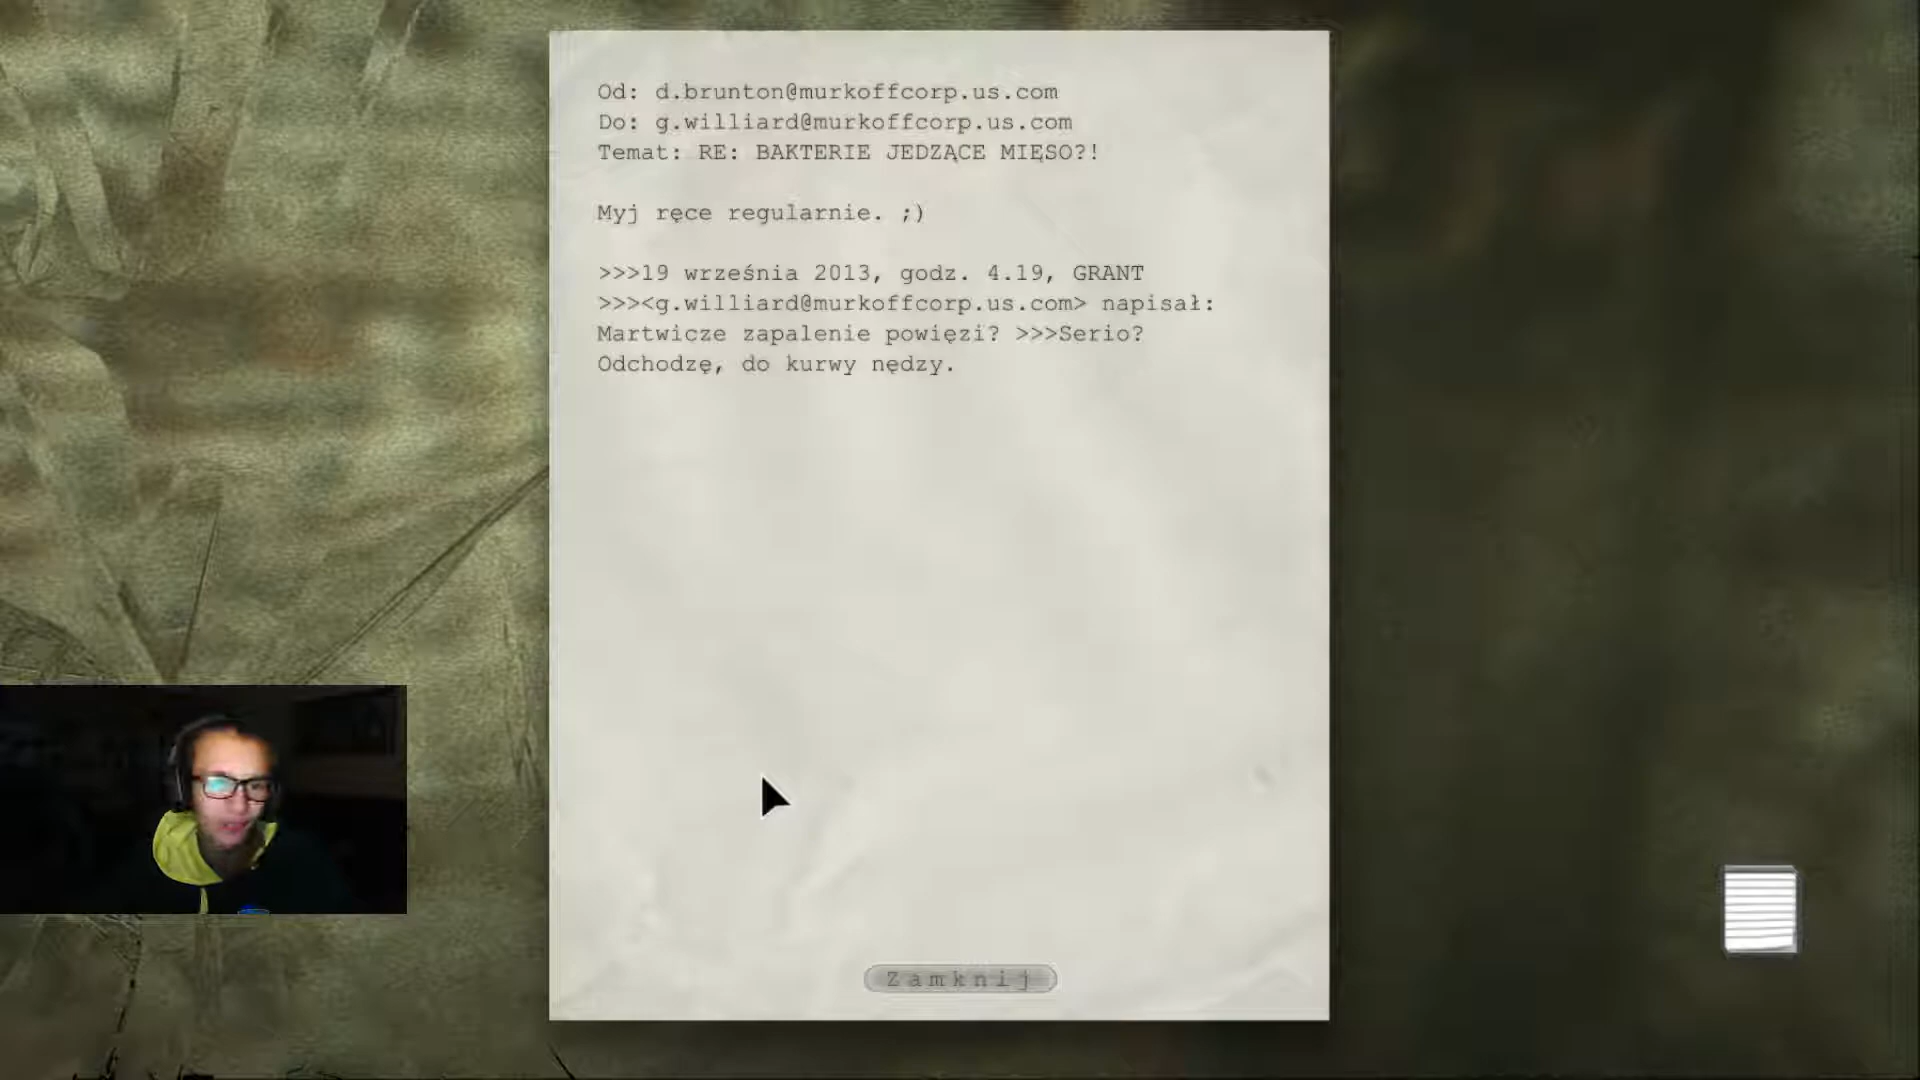 Od: d.brunton@murkoffcorp.us.com
Do: g.williard@murkoffcorp.us.com
Temat: RE: BAKTERIE JEDZĄCE MIĘSO?!
Myj ręce regularnie. ;)
>>>19 września 2013, godz. 4.19, GRANT
>>><g.williard@murkoffcorp.us.com> napisał:
Martwicze zapalenie powięzi? >>>Serio?
Odchodzę, do kurwy nędzy.
Zamknij